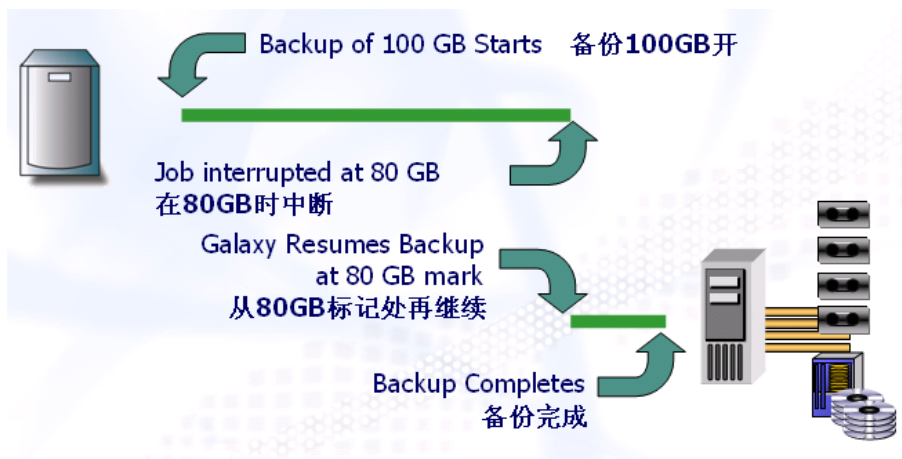 Backup of 100 GB Starts 备份100GB开
Job interrupted at 80 GB
在80GB时中断
Galaxy Resumes Backup
at 80 GB mark
从80GB标记处再继续
Backup Completes
备份完成